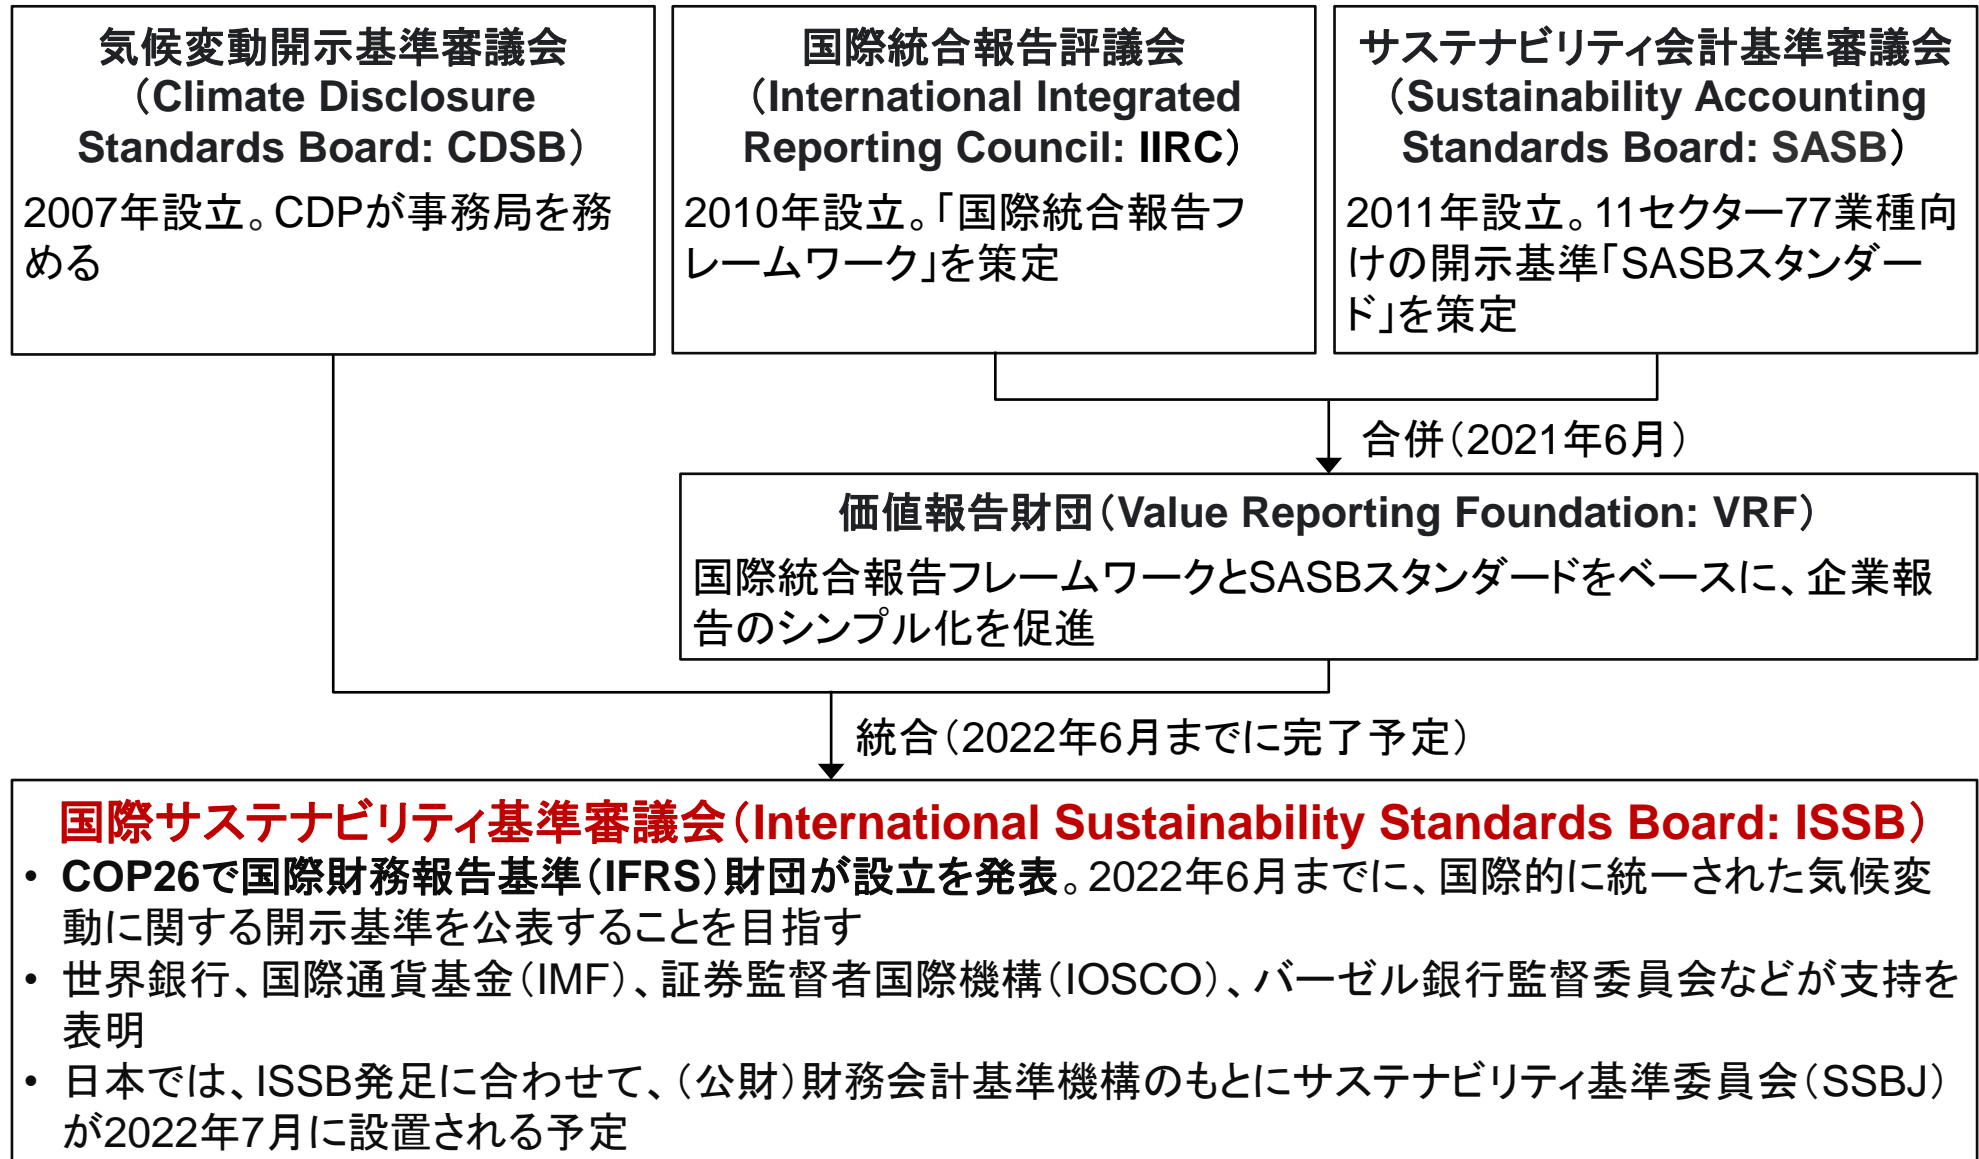 気候変動開示基準審議会
（Climate Disclosure
Standards Board: CDSB）
2007年設立。CDPが事務局を務
める
国際統合報告評議会
（International Integrated
Reporting Council: IIRC）
2010年設立。「国際統合報告フ
レームワーク」を策定
サステナビリティ会計基準審議会
（Sustainability Accounting
Standards Board: SASB）
2011年設立。11セクター77業種向
けの開示基準「SASBスタンダー
ド」を策定
合併（2021年6月）
価値報告財団（Value Reporting Foundation: VRF）
国際統合報告フレームワークとSASBスタンダードをベースに、企業報
告のシンプル化を促進
統合（2022年6月までに完了予定）
国際サステナビリティ基準審議会（International Sustainability Standards Board: ISSB）
• COP26で国際財務報告基準（IFRS）財団が設立を発表。2022年6月までに、国際的に統一された気候変
動に関する開示基準を公表することを目指す
• 世界銀行、国際通貨基金（IMF）、証券監督者国際機構（IOSCO）、バーゼル銀行監督委員会などが支持を
表明
• 日本では、ISSB発足に合わせて、（公財）財務会計基準機構のもとにサステナビリティ基準委員会（SSBJ）
が2022年7月に設置される予定